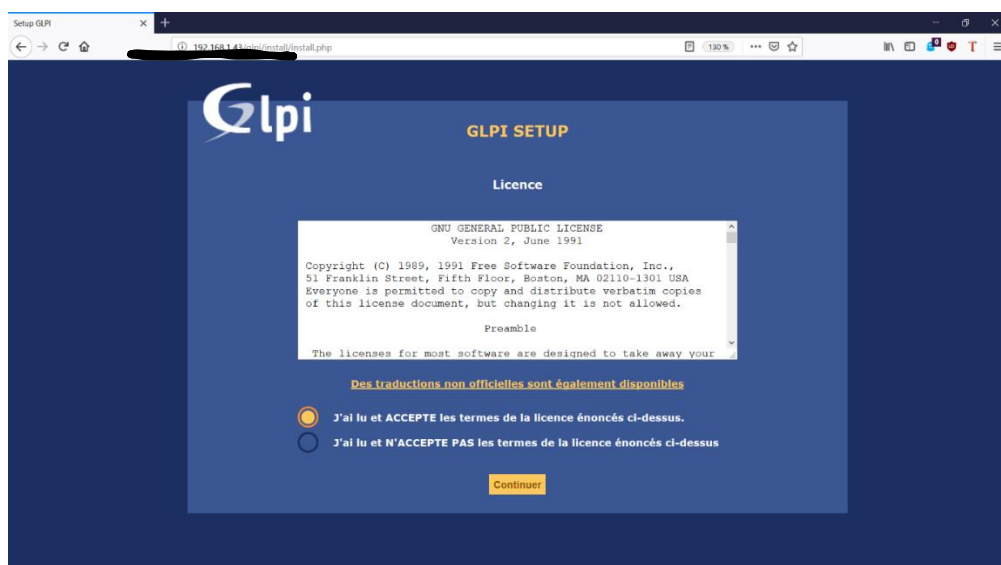 Setup GLPI
192.168.1.43/glpi/install/install.php
130 %
Glpi
GLPI SETUP
Licence
GNU GENERAL PUBLIC LICENSE
Version 2, June 1991
Copyright (C) 1989, 1991 Free Software Foundation, Inc.,
51 Franklin Street, Fifth Floor, Boston, MA 02110-1301 USA
Everyone is permitted to copy and distribute verbatim copies
of this license document, but changing it is not allowed.
Preamble
The licenses for most software are designed to take away your
Des traductions non officielles sont également disponibles
J'ai lu et ACCEPTE les termes de la licence énoncés ci-dessus.
J'ai lu et N'ACCEPTE PAS les termes de la licence énoncés ci-dessus
Continuer